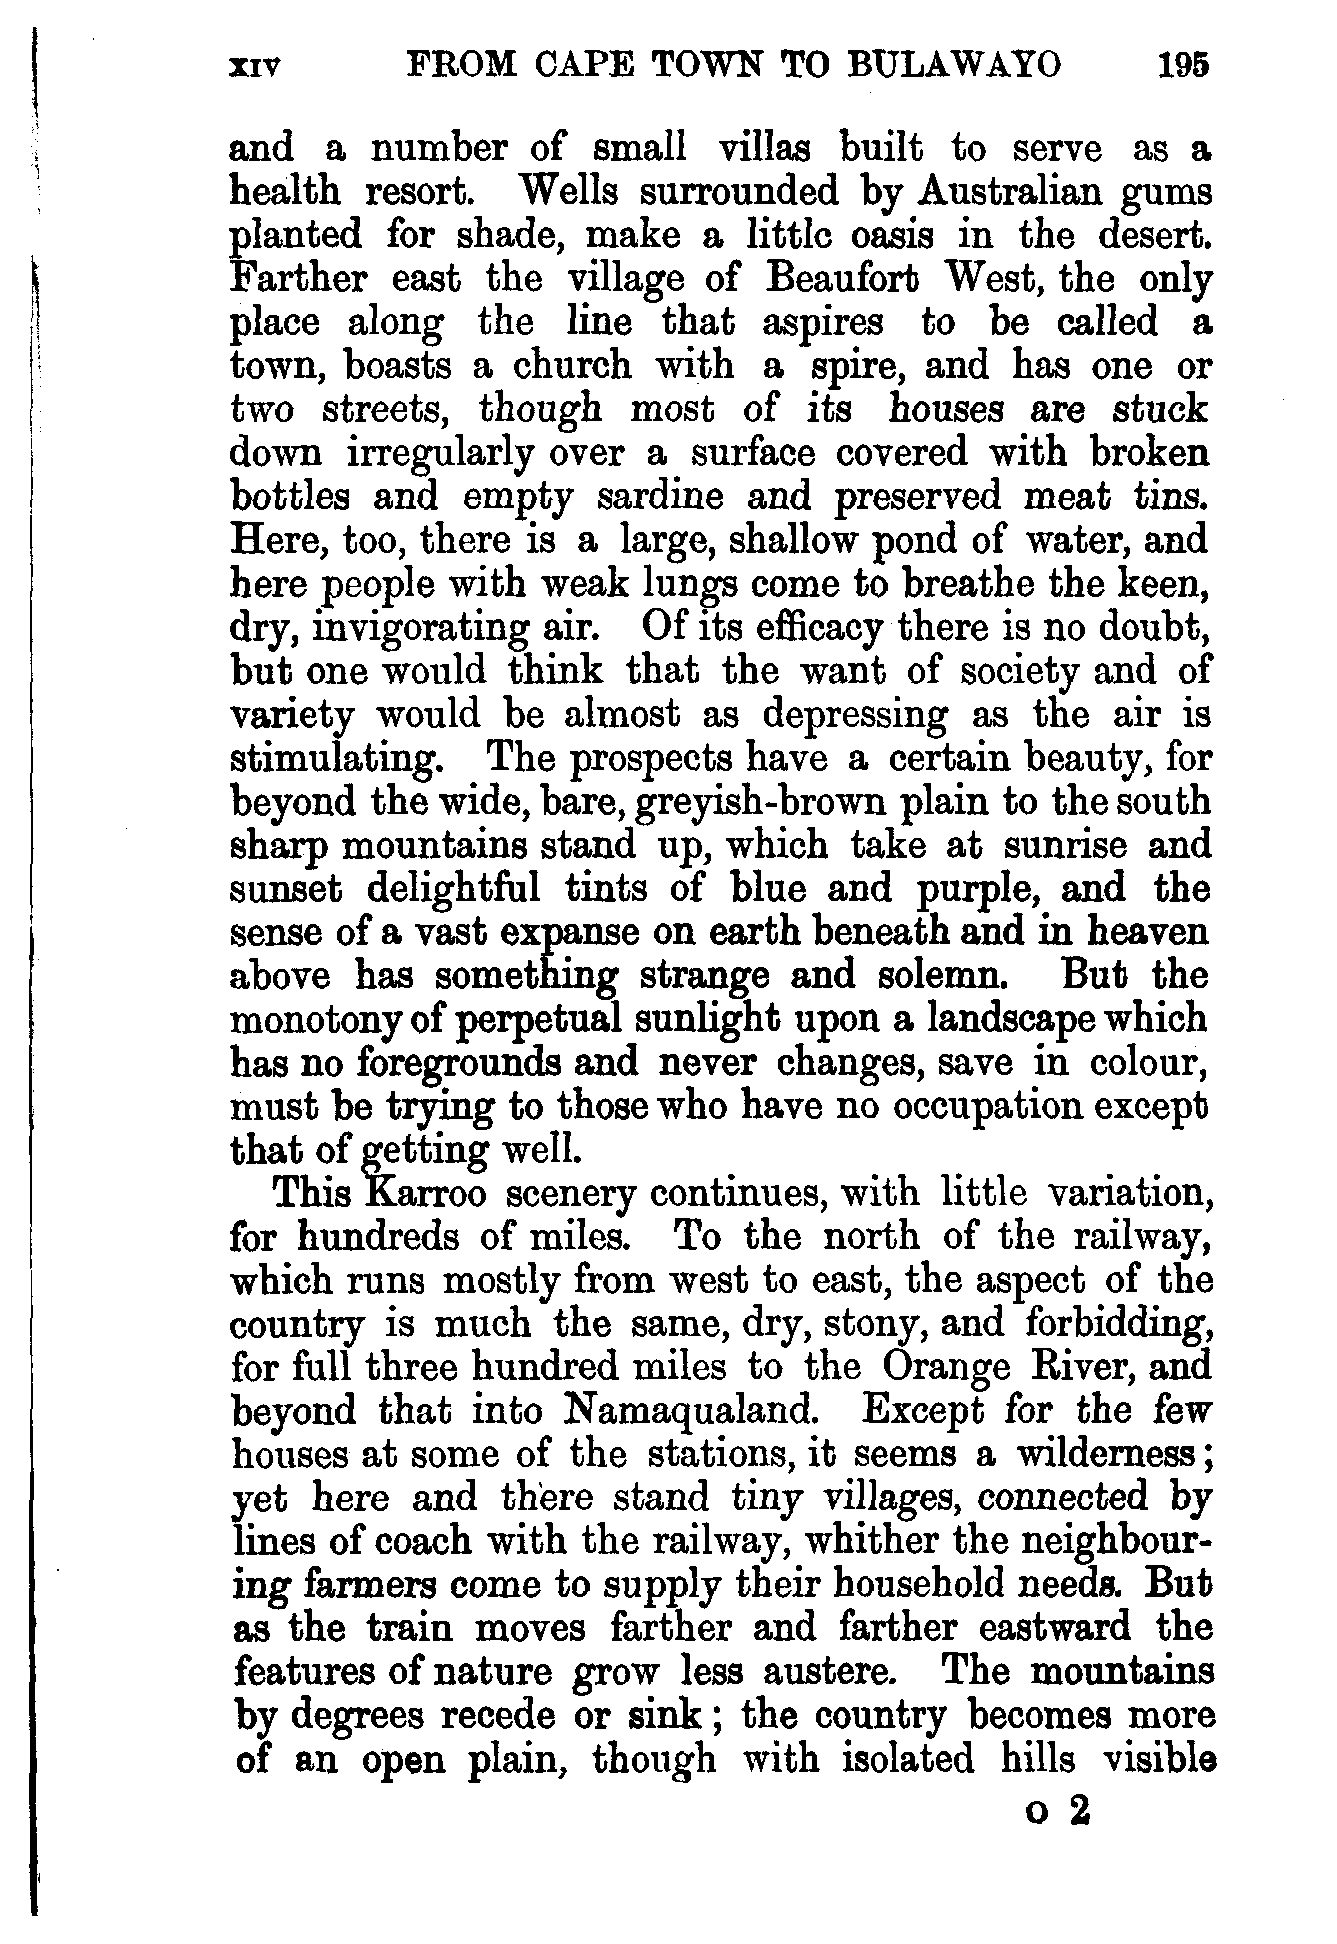 XIV FROM CAPE TOWN TO BULAWAYO 195
and a number of small villas built to serve as a
health resort. Wells surrounded by Australian gums
planted for shade, make a little oasis in the desert.
Farther east the village of Beaufort West, the only
place along the line that aspires to be called a
town, boasts a church with a spire, and has one or
two streets, though most of its houses are stuck
down irregularly over a surface covered with broken
bottles and empty sardine and preserved meat tins.
Here, too, there is a large, shallow pond of water, and
here people with weak lungs come to breathe the keen,
dry, invigorating air. Of its efficacy there is no doubt,
but one would think that the want of society and of
variety would be almost as depressing as the air is
stimulating. The prospects have a certain beauty, for
beyond the wide, bare, greyish-brown plain to the south
sharp mountains stand up, which take at sunrise and
sunset delightful tints of blue and purple, and the
sense of a vast expanse on earth beneath and in heaven
above has something strange and solemn. But the
monotony of perpetual sunlight upon a landscape which
has no foregrounds and never changes, save in colour,
must be trying to those who have no occupation except
that of getting well.
This Karroo scenery continues, with little variation,
for hundreds of miles. To the north of the railway,
which runs mostly from west to east, the aspect of the
country is much the same, dry, stony, and forbidding,
for full three hundred miles to the Orange River, and
beyond that into Namaqualand. Except for the few
houses at some of the stations, it seems a wilderness;
yet here and there stand tiny villages, connected by
lines of coach with the railway, whither the neighbour-
ing farmers come to supply their household needs. But
as the train moves farther and farther eastward the
features of nature grow less austere. The mountains
by degrees recede or sink; the country becomes more
of an open plain, though with isolated hills visible
O 2